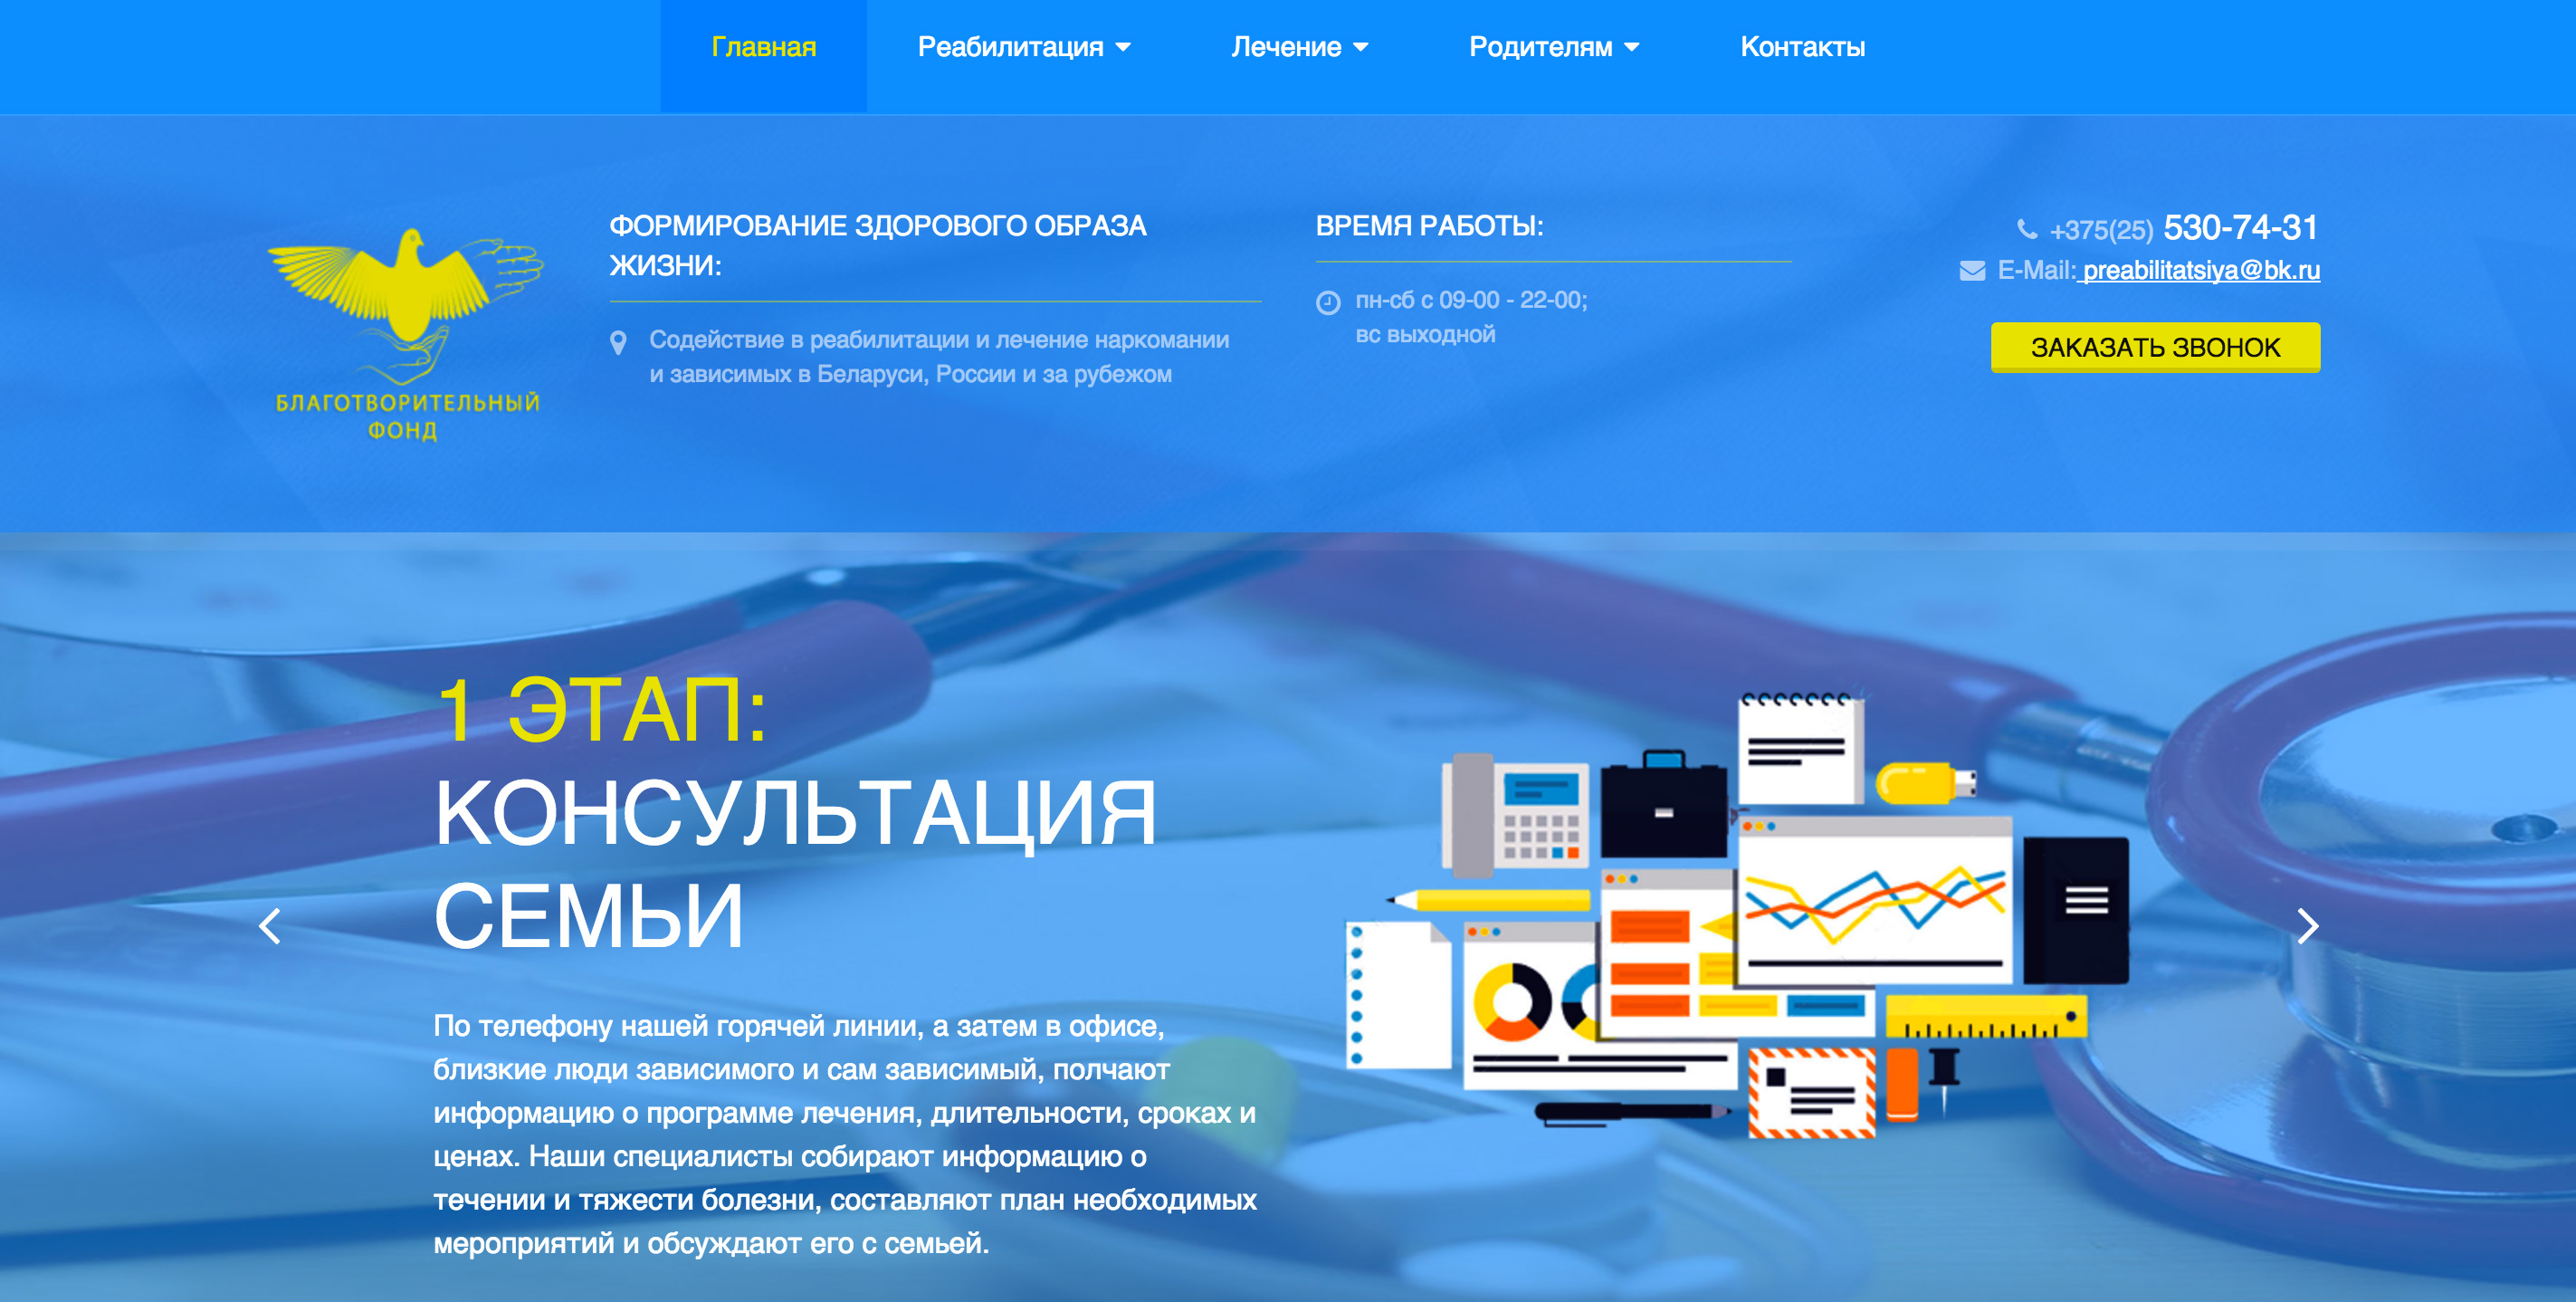 Главная
Реабилитация
Лечение
Родителям
Контакты
БЛАГОТВОРИТЕЛЬНЫЙ
ФОНД
ФОРМИРОВАНИЕ ЗДОРОВОГО ОБРАЗА
ЖИЗНИ:
Содействие в реабилитации и лечение наркомании
и зависимых в Беларуси, России и за рубежом
ВРЕМЯ РАБОТЫ:
пн-сб с 09-00 - 22-00;
вс выходной
+375(25) 530-74-31
E-Mail: preabilitatsiya@bk.ru
ЗАКАЗАТЬ ЗВОНОК
1 ЭТАП:
КОНСУЛЬТАЦИЯ
СЕМЬИ
По телефону нашей горячей линии, а затем в офисе,
близкие люди зависимого и сам зависимый, полчают
информацию о программе лечения, длительности, сроках и
ценах. Наши специалисты собирают информацию о
течении и тяжести болезни, составляют план необходимых
мероприятий и обсуждают его с семьей.